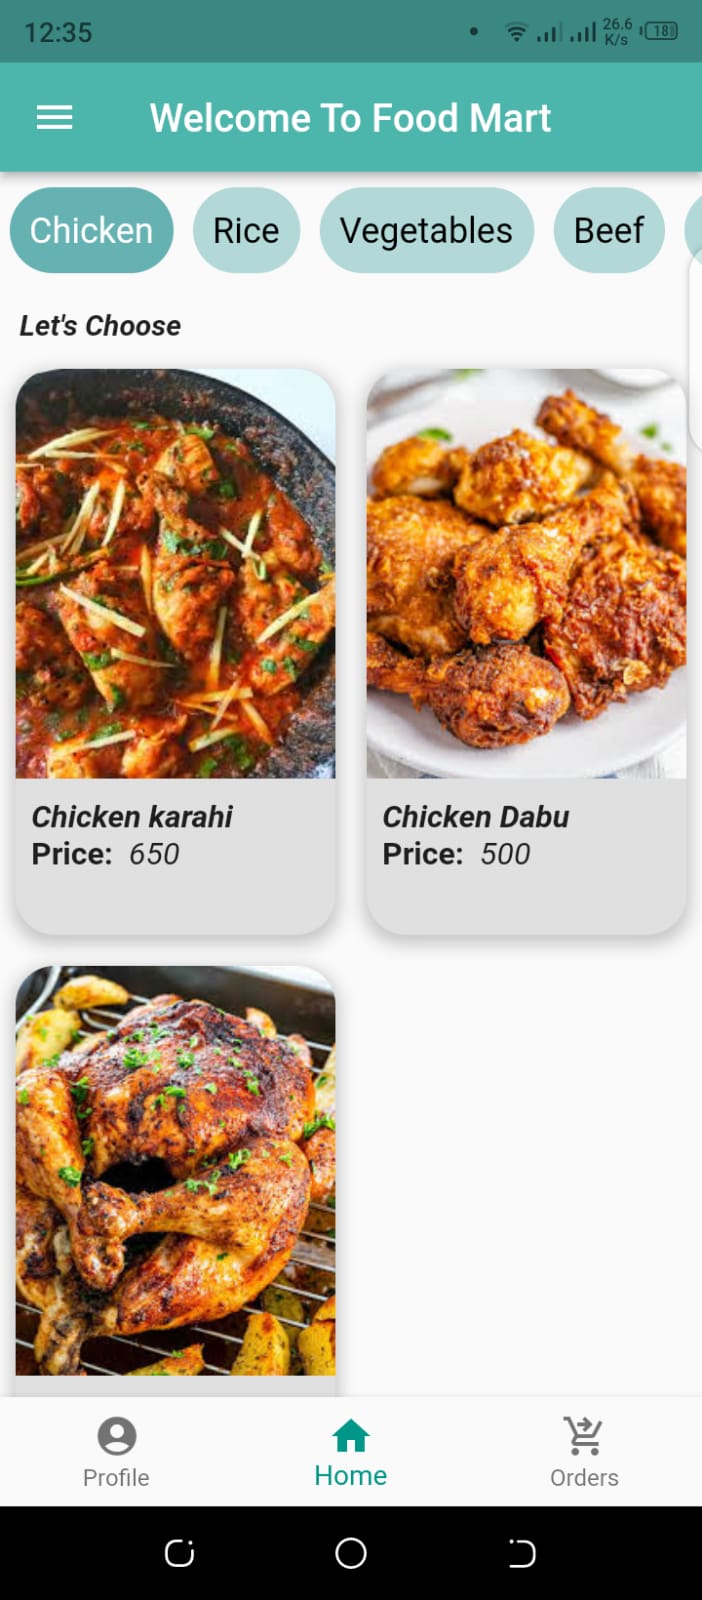 12:35
26.6
K/s
18
Welcome To Food Mart
Chicken
Rice
Vegetables
Beef
Let's Choose
Chicken karahi
Price: 650
Chicken Dabu
Price: 500
Profile
Home
Orders